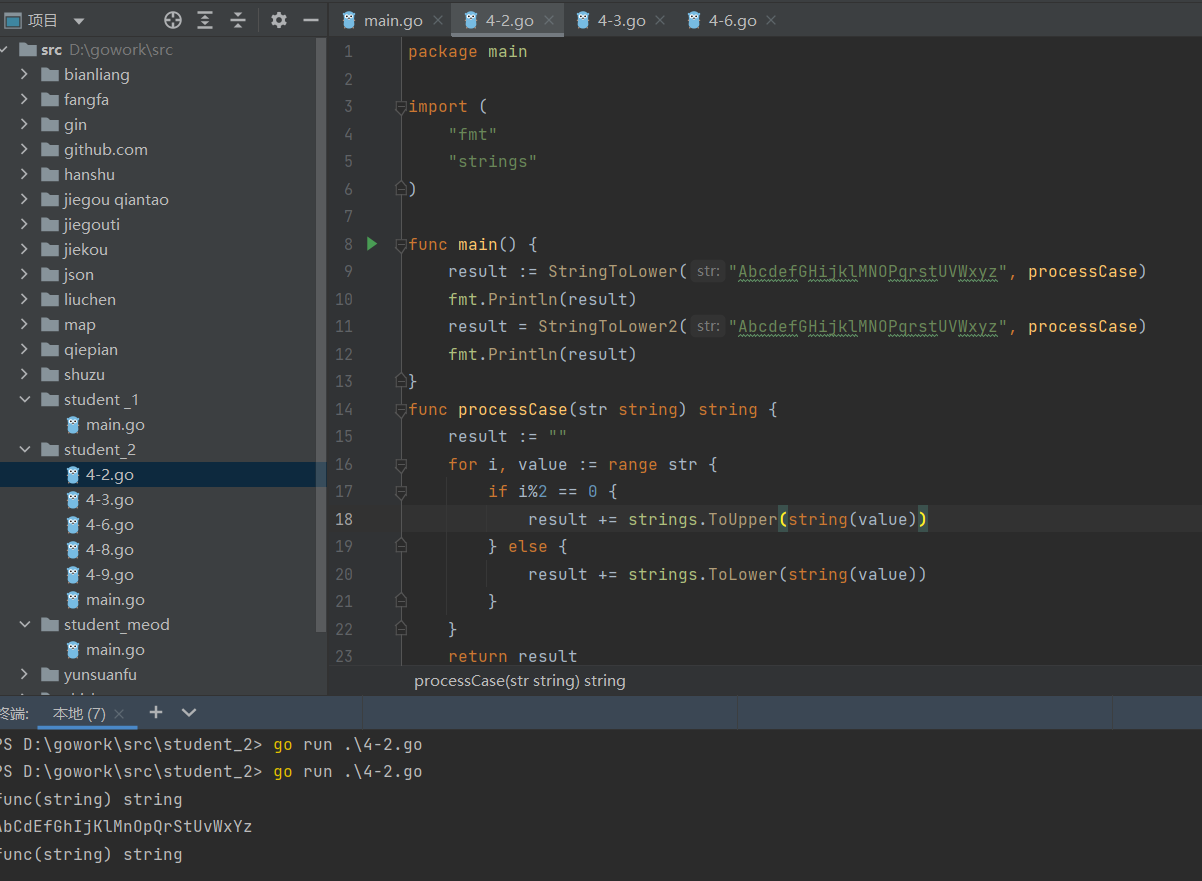 项目
main.go
4-2.go
4-3.go
4-6.go
src D:\gowork\src
bianliang
fangfa
gin
github.com
hanshu
jiegou qiantao
jiegouti
jiekou
json
liuchen
map
qiepian
shuzu
student _1
main.go
student_2
4-2.go
4-3.go
4-6.go
4-8.go
4-9.go
main.go
student_meod
main.go
yunsuanfu
1 package main
2
3 import (
4 "fmt"
5 "strings"
6 )
7
8 func main() {
9 result := StringToLower( str: "AbcdefGHijklMNOPqrstUVWxyz", processCase)
10 fmt.Println(result)
11 result = StringToLower2( str: "AbcdefGHijklMNOPqrstUVWxyz", processCase)
12 fmt.Println(result)
13 }
14 func processCase(str string) string {
15 result := ""
16 for i, value := range str {
17 if i%2 == 0 {
18 result += strings.ToUpper(string(value))
19 } else {
20 result += strings.ToLower(string(value))
21 }
22 }
23 return result
processCase(str string) string
终端: 本地 (7)
PS D:\gowork\src\student_2> go run .\4-2.go
PS D:\gowork\src\student_2> go run .\4-2.go
func(string) string
AbCdEfGhIjKlMnOpQrStUvWxYz
func(string) string